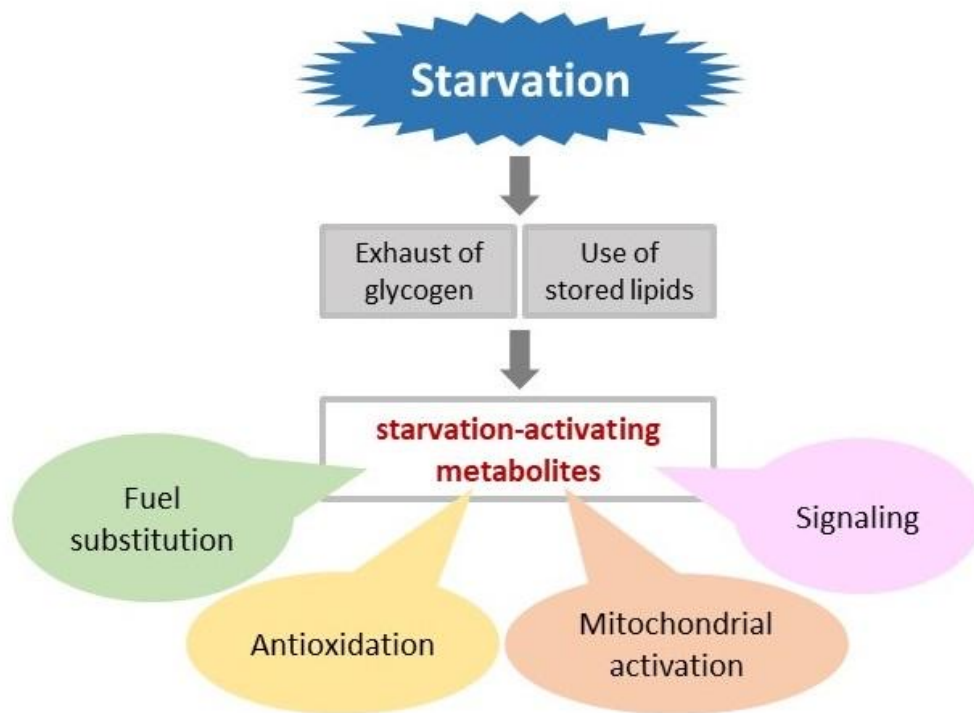 Starvation
Exhaust of
glycogen
Use of
stored lipids
starvation-activating
metabolites
Fuel
substitution
Antioxidation
Mitochondrial
activation
Signaling